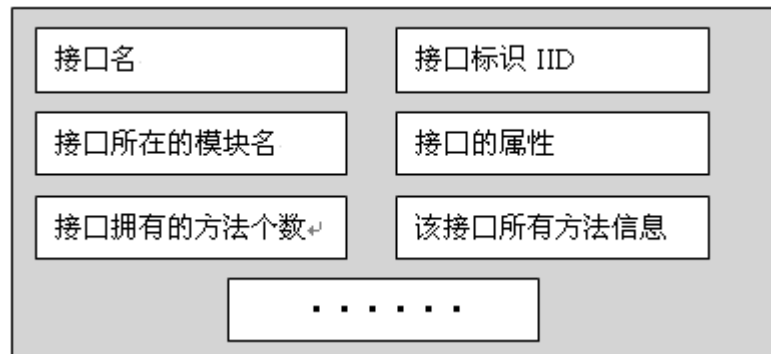 接口名
接口标识 IID
接口所在的模块名
接口的属性
接口拥有的方法个数↵
该接口所有方法信息
······